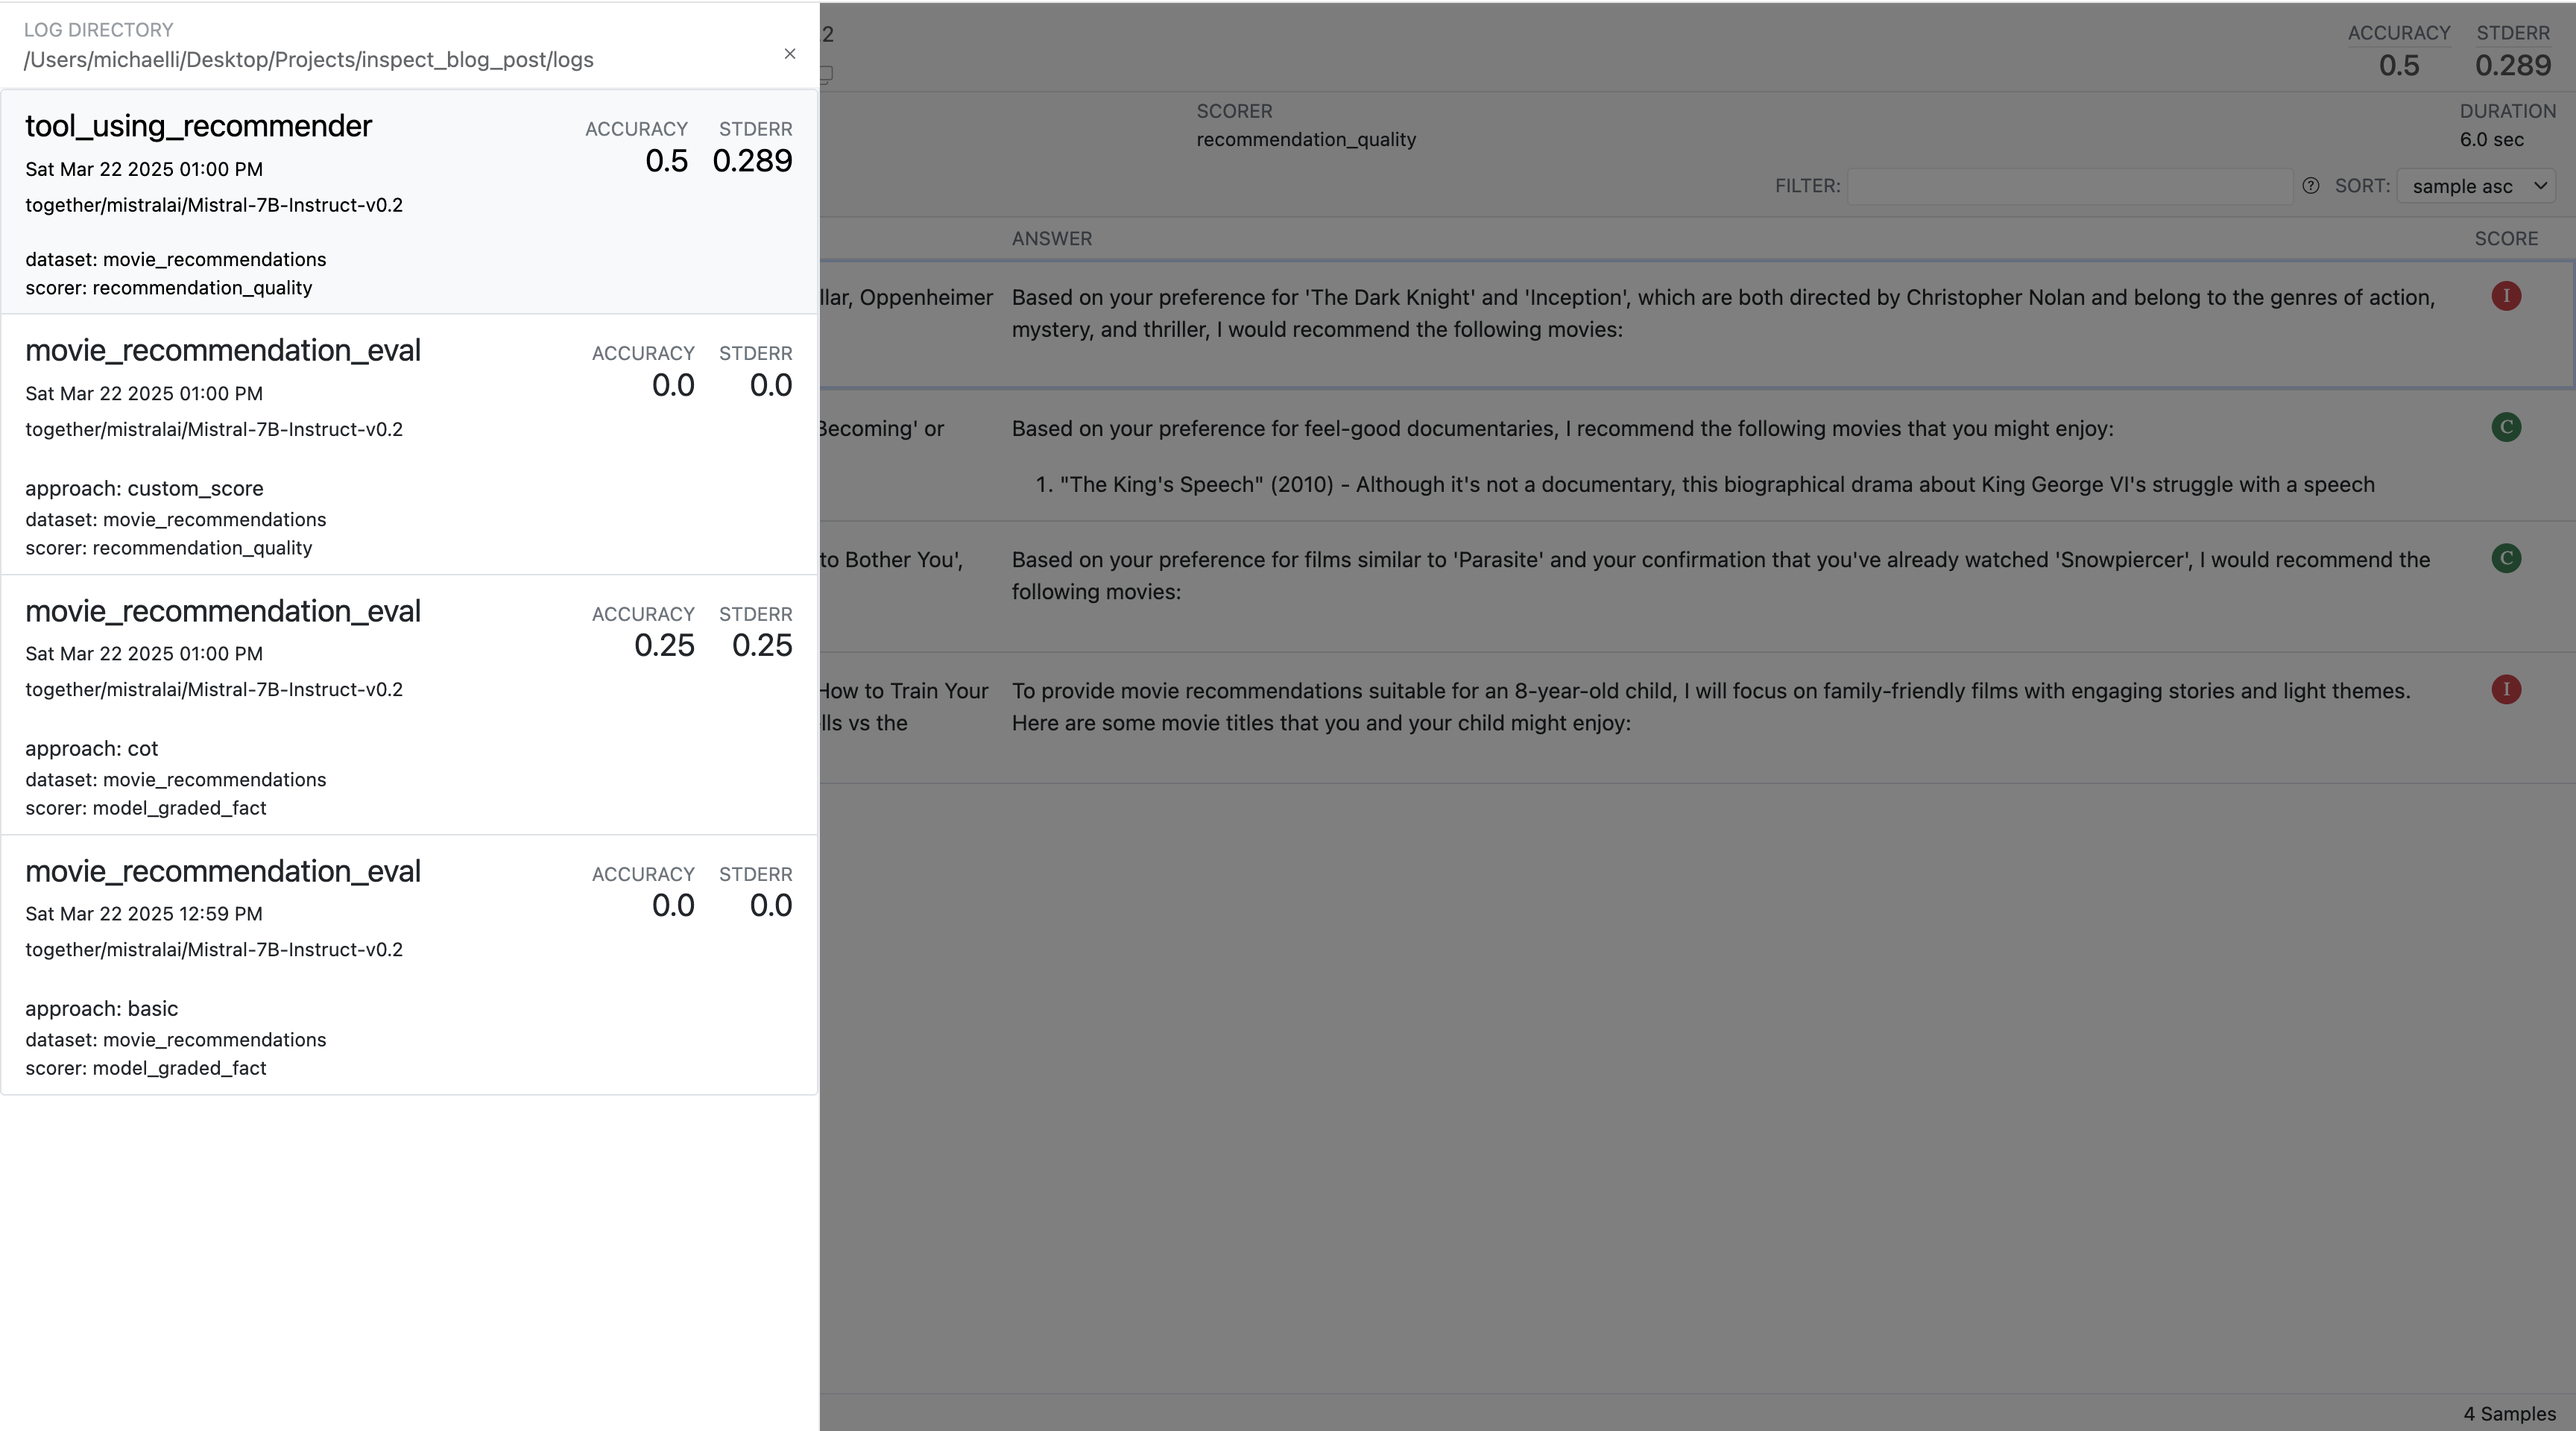 LOG DIRECTORY
/Users/michaelli/Desktop/Projects/inspect_blog_post/logs
×
tool_using_recommender
ACCURACY STDERR
0.5 0.289
Sat Mar 22 2025 01:00 PM
together/mistralai/Mistral-7B-Instruct-v0.2
dataset: movie_recommendations
scorer: recommendation_quality
movie_recommendation_eval
ACCURACY STDERR
0.0 0.0
Sat Mar 22 2025 01:00 PM
together/mistralai/Mistral-7B-Instruct-v0.2
approach: custom_score
dataset: movie_recommendations
scorer: recommendation_quality
movie_recommendation_eval
ACCURACY STDERR
0.25 0.25
Sat Mar 22 2025 01:00 PM
together/mistralai/Mistral-7B-Instruct-v0.2
approach: cot
dataset: movie_recommendations
scorer: model_graded_fact
movie_recommendation_eval
ACCURACY STDERR
0.0 0.0
Sat Mar 22 2025 12:59 PM
together/mistralai/Mistral-7B-Instruct-v0.2
approach: basic
dataset: movie_recommendations
scorer: model_graded_fact
2
ACCURACY STDERR
0.5 0.289
SCORER DURATION
recommendation_quality 6.0 sec
FILTER: ? SORT: sample asc
ANSWER SCORE
llar, Oppenheimer
Based on your preference for 'The Dark Knight' and 'Inception', which are both directed by Christopher Nolan and belong to the genres of action,
mystery, and thriller, I would recommend the following movies:
I
Becoming' or
Based on your preference for feel-good documentaries, I recommend the following movies that you might enjoy:
1. "The King's Speech" (2010) - Although it's not a documentary, this biographical drama about King George VI's struggle with a speech
C
to Bother You',
Based on your preference for films similar to 'Parasite' and your confirmation that you've already watched 'Snowpiercer', I would recommend the
following movies:
C
How to Train Your
lls vs the
To provide movie recommendations suitable for an 8-year-old child, I will focus on family-friendly films with engaging stories and light themes.
Here are some movie titles that you and your child might enjoy:
I
4 Samples